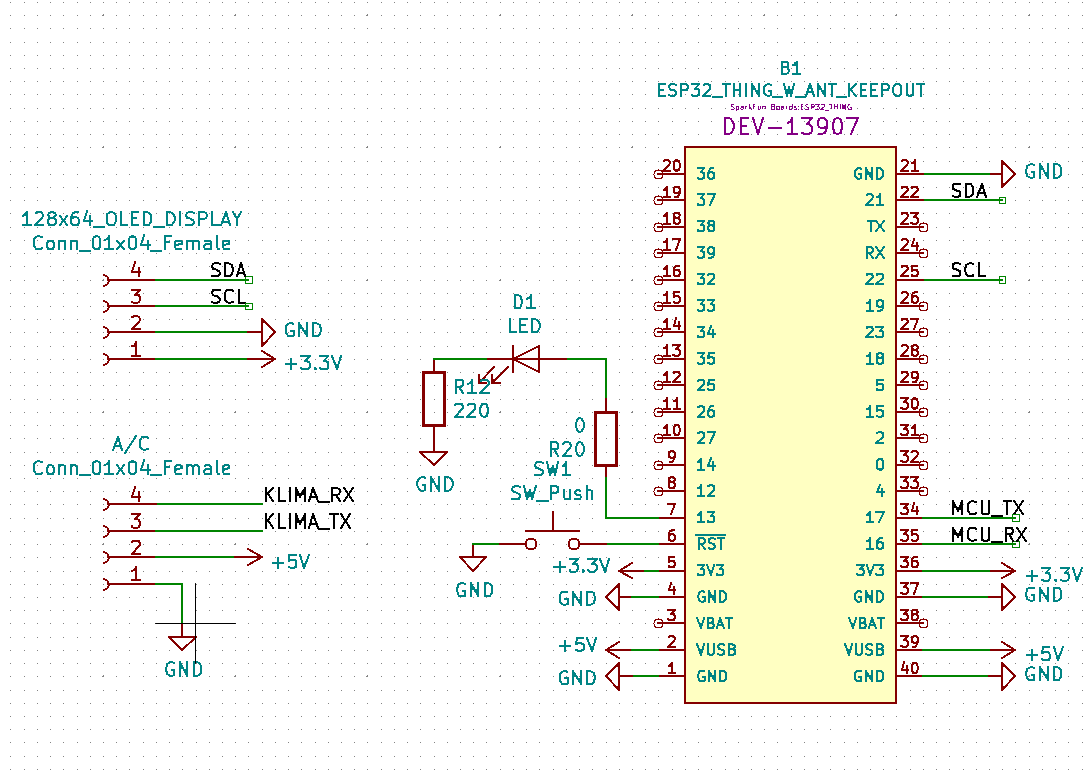 B1
ESP32_THING_W_ANT_KEEPOUT
SparkFun Boards:ESP32_THING
DEV-13907
20 36 GND 21 GND
19 37 21 22 SDA
18 38 TX 23
17 39 RX 24
16 32 22 25 SCL
15 33 19 26
14 34 23 27
13 35 18 28
12 25 5 29
11 26 15 30
10 27 2 31
9 14 0 32
8 12 4 33
7 13 17 34 MCU_TX
6 RST 16 35 MCU_RX
5 3V3 3V3 36 +3.3V
4 GND GND 37 GND
3 VBAT VBAT 38
2 VUSB VUSB 39 +5V
1 GND GND 40 GND
128x64_OLED_DISPLAY
Conn_01x04_Female
4 SDA
3 SCL
2 GND
1 +3.3V
D1
LED
R12
220
GND
0
R20
SW1
SW_Push
GND
+3.3V
GND
+5V
GND
A/C
Conn_01x04_Female
4 KLIMA_RX
3 KLIMA_TX
2 +5V
1
GND